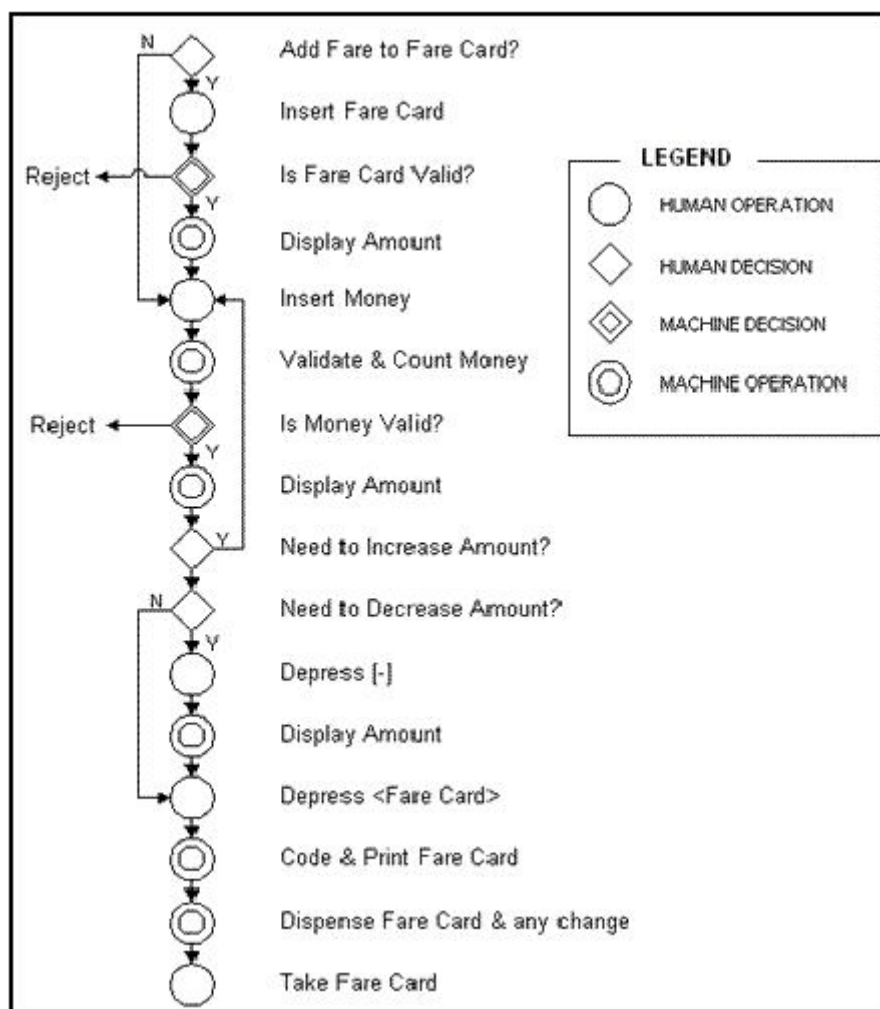 N
Add Fare to Fare Card?
Y
Insert Fare Card
Reject
Is Fare Card Valid?
Y
Display Amount
Insert Money
Validate & Count Money
Reject
Is Money Valid?
Y
Display Amount
Y
Need to Increase Amount?
N
Need to Decrease Amount?
Y
Depress [-]
Display Amount
Depress <Fare Card>
Code & Print Fare Card
Dispense Fare Card & any change
Take Fare Card
LEGEND
HUMAN OPERATION
HUMAN DECISION
MACHINE DECISION
MACHINE OPERATION